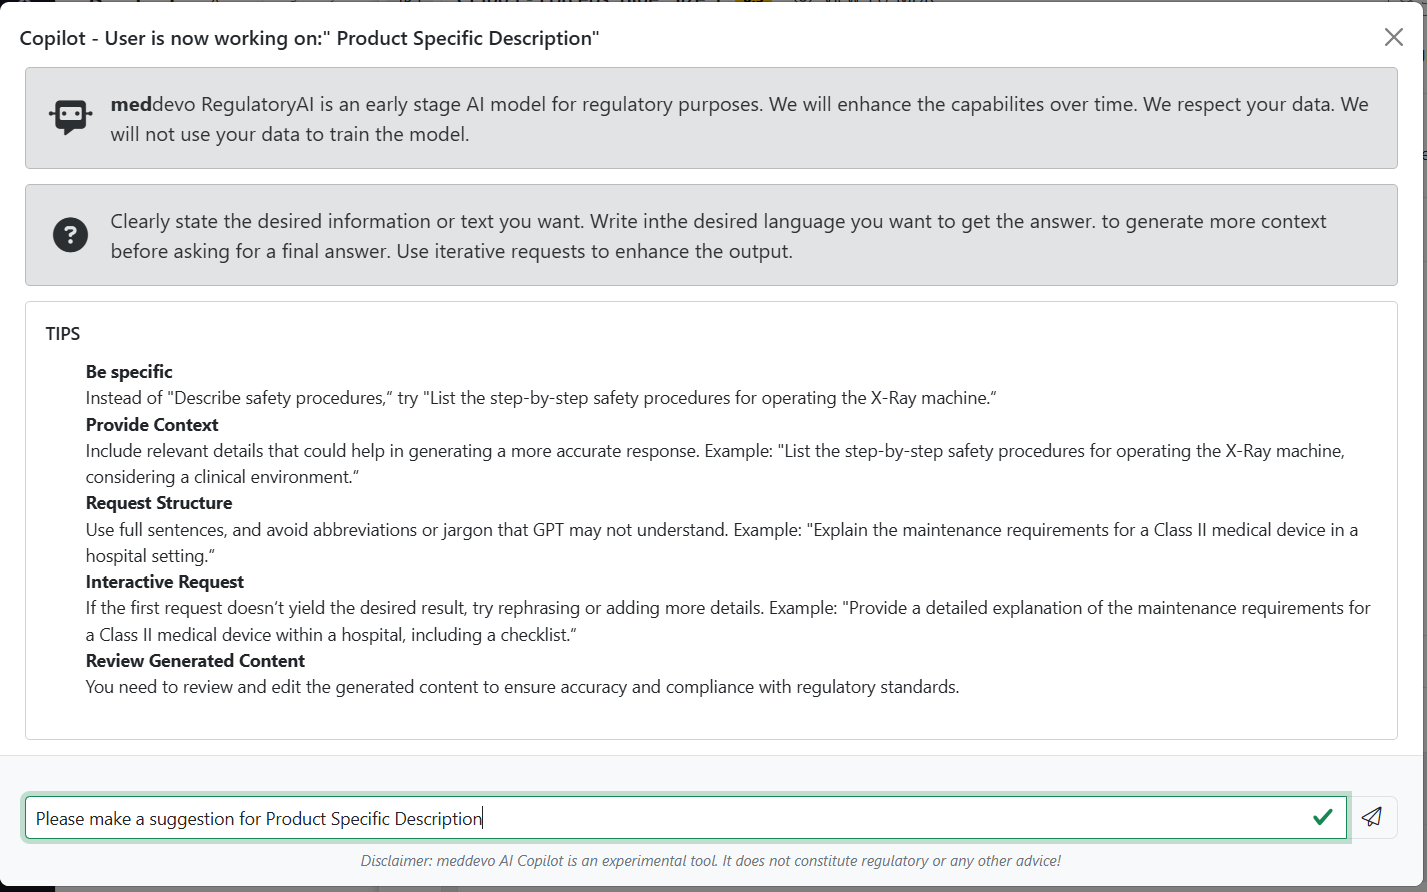 Copilot - User is now working on:" Product Specific Description"
meddevo RegulatoryAI is an early stage AI model for regulatory purposes. We will enhance the capabilites over time. We respect your data. We
will not use your data to train the model.
Clearly state the desired information or text you want. Write inthe desired language you want to get the answer. to generate more context
before asking for a final answer. Use iterative requests to enhance the output.
TIPS
Be specific
Instead of "Describe safety procedures,“ try "List the step-by-step safety procedures for operating the X-Ray machine.“
Provide Context
Include relevant details that could help in generating a more accurate response. Example: "List the step-by-step safety procedures for operating the X-Ray machine,
considering a clinical environment.“
Request Structure
Use full sentences, and avoid abbreviations or jargon that GPT may not understand. Example: "Explain the maintenance requirements for a Class II medical device in a
hospital setting.“
Interactive Request
If the first request doesn‘t yield the desired result, try rephrasing or adding more details. Example: "Provide a detailed explanation of the maintenance requirements for
a Class II medical device within a hospital, including a checklist.“
Review Generated Content
You need to review and edit the generated content to ensure accuracy and compliance with regulatory standards.
Please make a suggestion for Product Specific Description
Disclaimer: meddevo AI Copilot is an experimental tool. It does not constitute regulatory or any other advice!